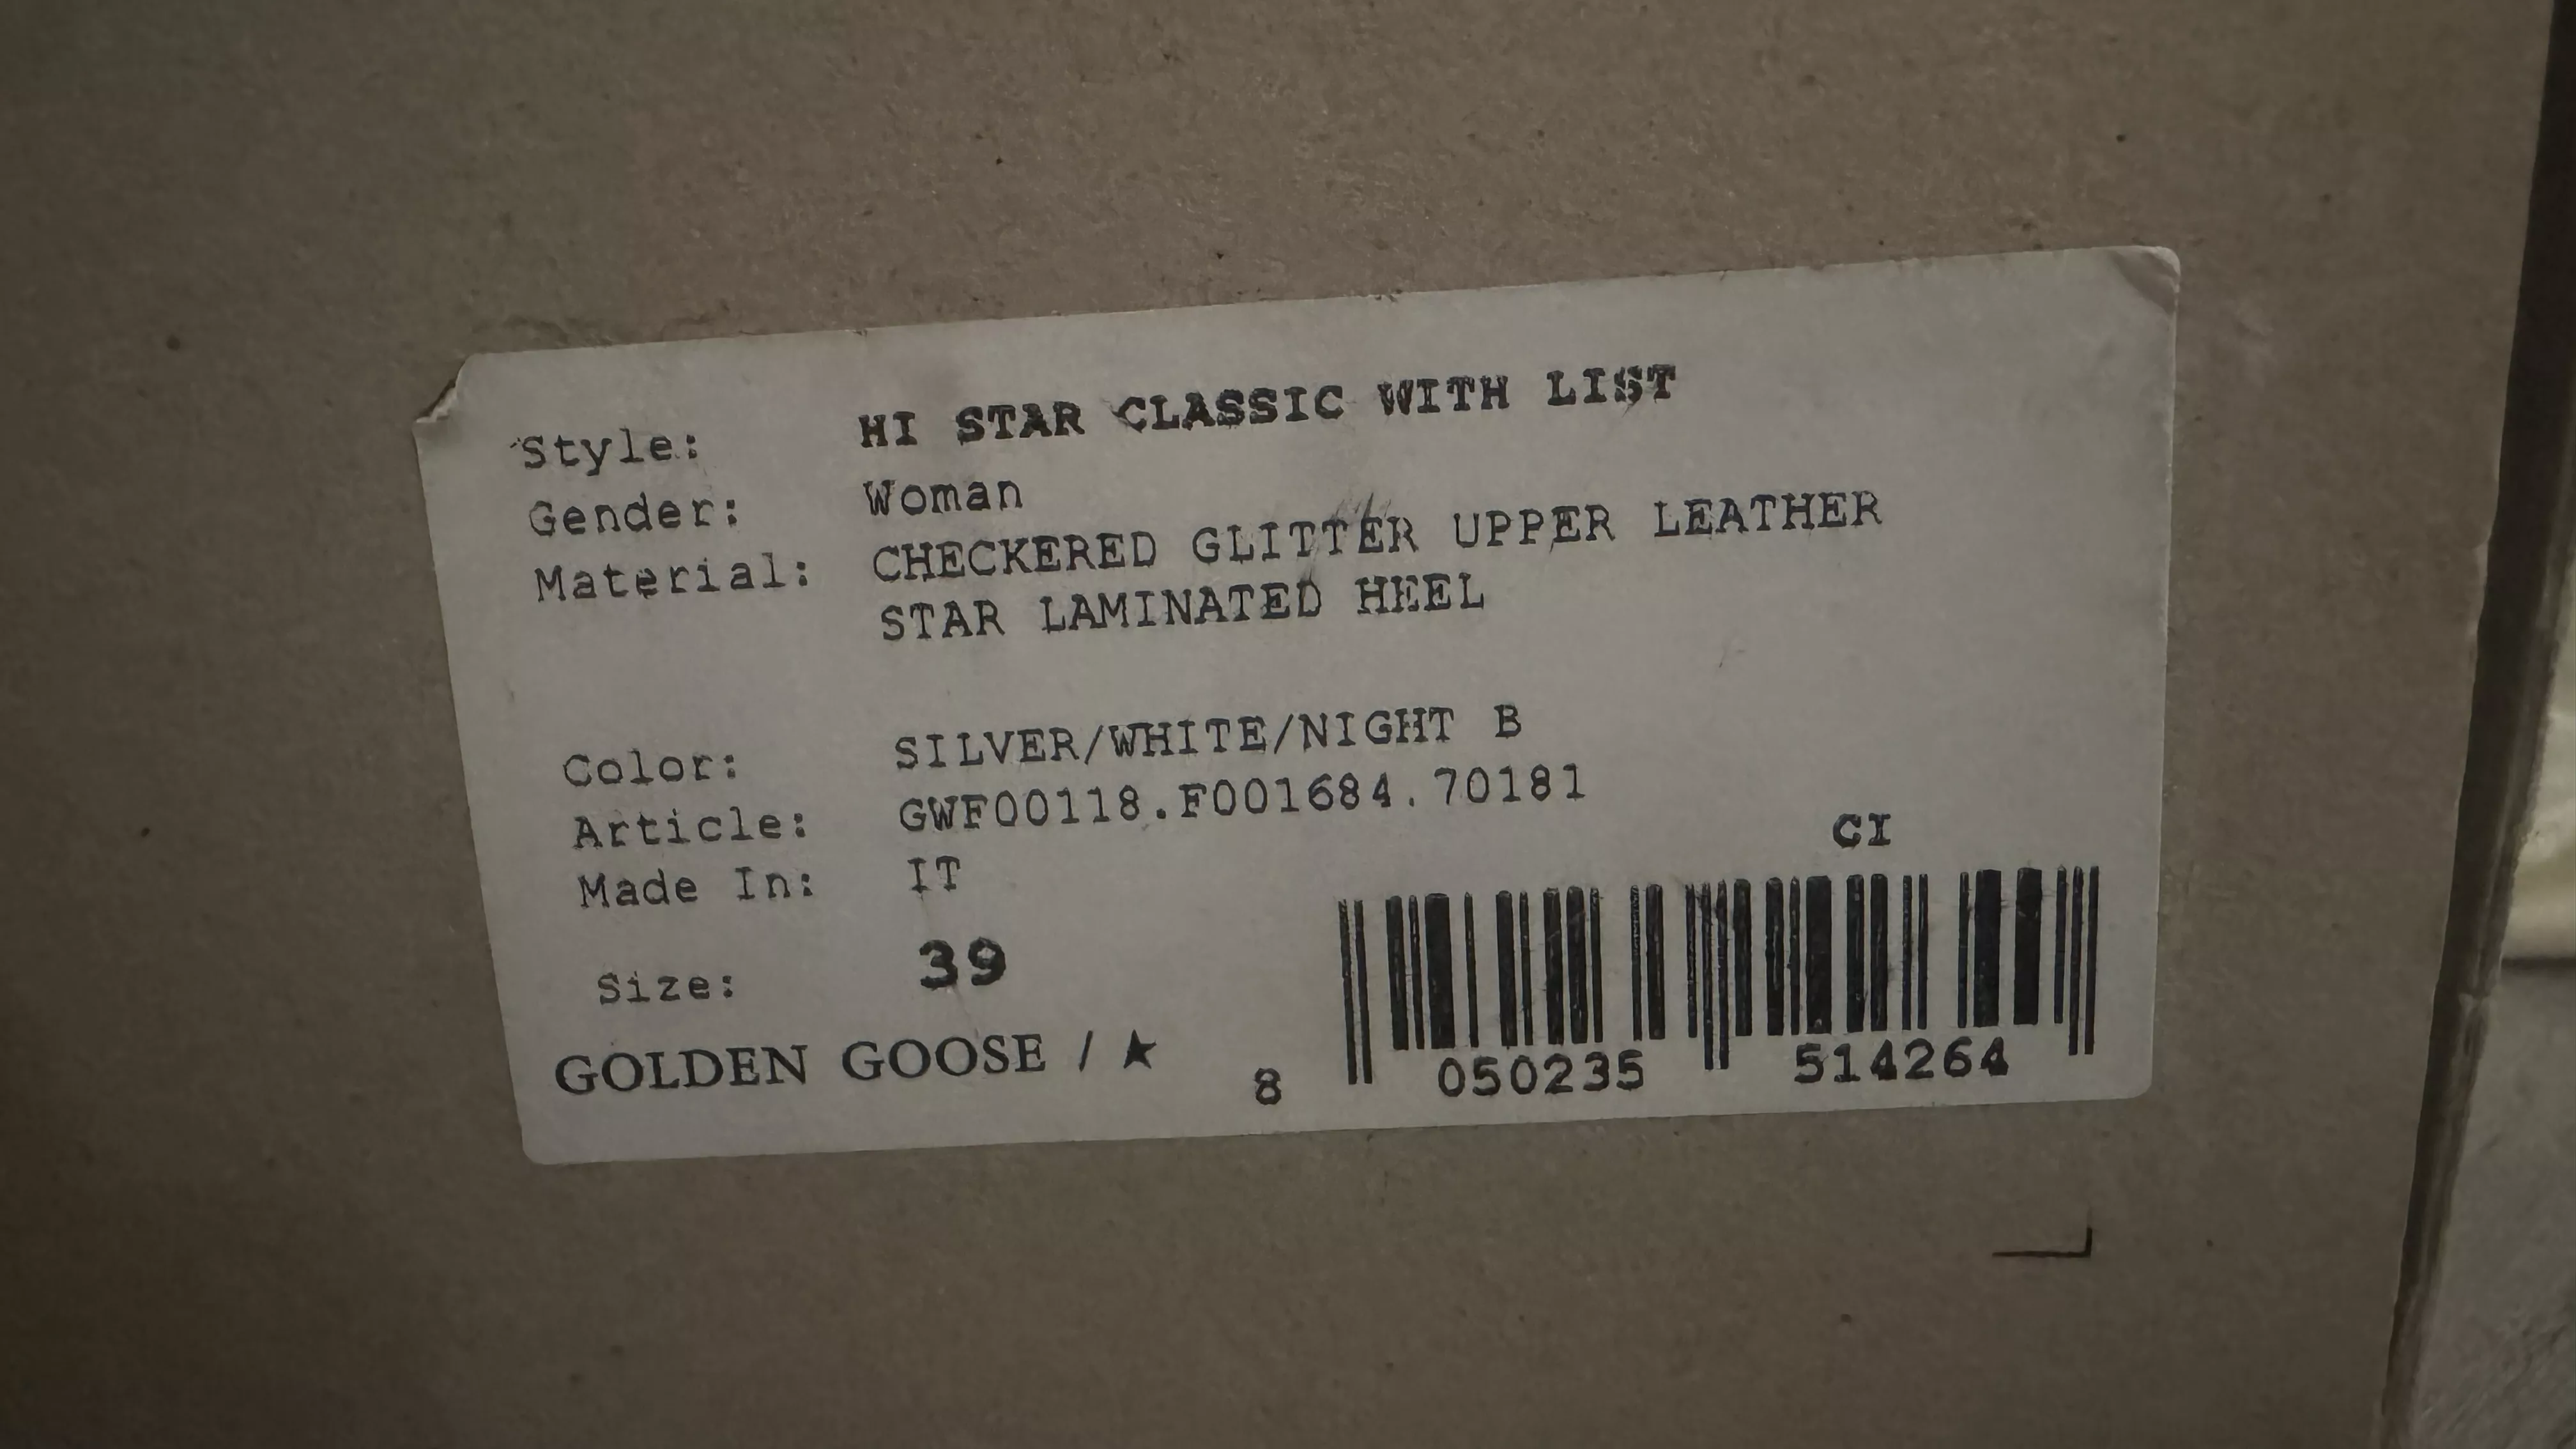 Style: HI STAR CLASSIC WITH LIST
Gender: Woman
Material: CHECKERED GLITTER UPPER LEATHER
STAR LAMINATED HEEL
Color: SILVER/WHITE/NIGHT B
Article: GWF00118.F001684.70181
Made In: IT
CI
Size: 39
GOLDEN GOOSE / ★
8 050235 514264